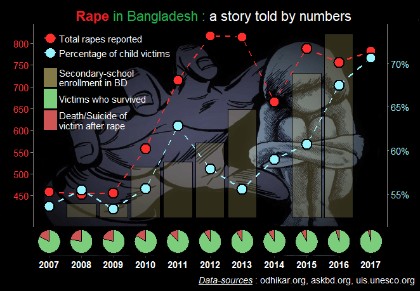 Rape in Bangladesh : a story told by numbers
Total rapes reported
Percentage of child victims
Secondary-school
enrollment in BD
Victims who survived
Death/Suicide of
victim after rape
800
750
700
650
600
550
500
450
70%
65%
60%
55%
2007 2008 2009 2010 2011 2012 2013 2014 2015 2016 2017
Data-sources : odhikar.org, askbd.org, uis.unesco.org